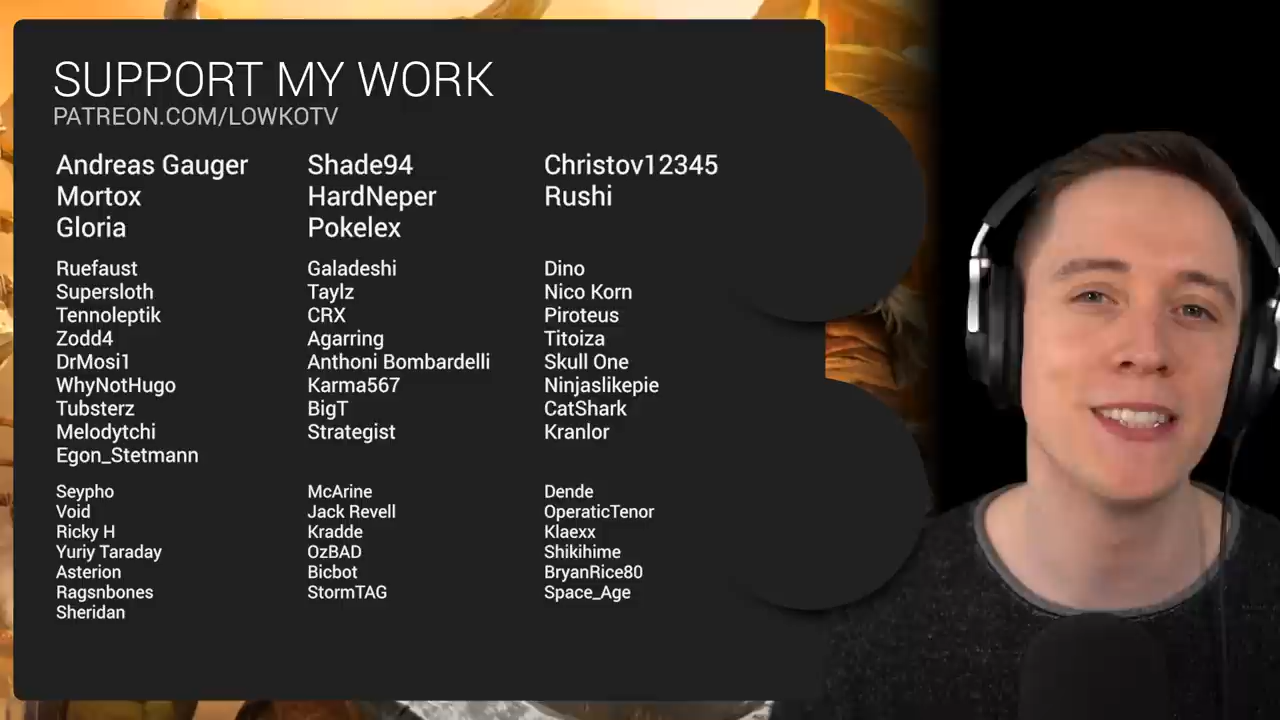 SUPPORT MY WORK
PATREON.COM/LOWKOTV
Andreas Gauger Shade94 Christov12345
Mortox HardNeper Rushi
Gloria Pokelex
Ruefaust Galadeshi Dino
Supersloth Taylz Nico Korn
Tennoleptik CRX Piroteus
Zodd4 Agarring Titoiza
DrMosi1 Anthoni Bombardelli Skull One
WhyNotHugo Karma567 Ninjaslikepie
Tubsterz BigT CatShark
Melodytchi Strategist Kranlor
Egon_Stetmann
Seypho McArine Dende
Void Jack Revell OperaticTenor
Ricky H Kradde Klaexx
Yuriy Taraday OzBAD Shikihime
Asterion Bicbot BryanRice80
Ragsnbones StormTAG Space_Age
Sheridan